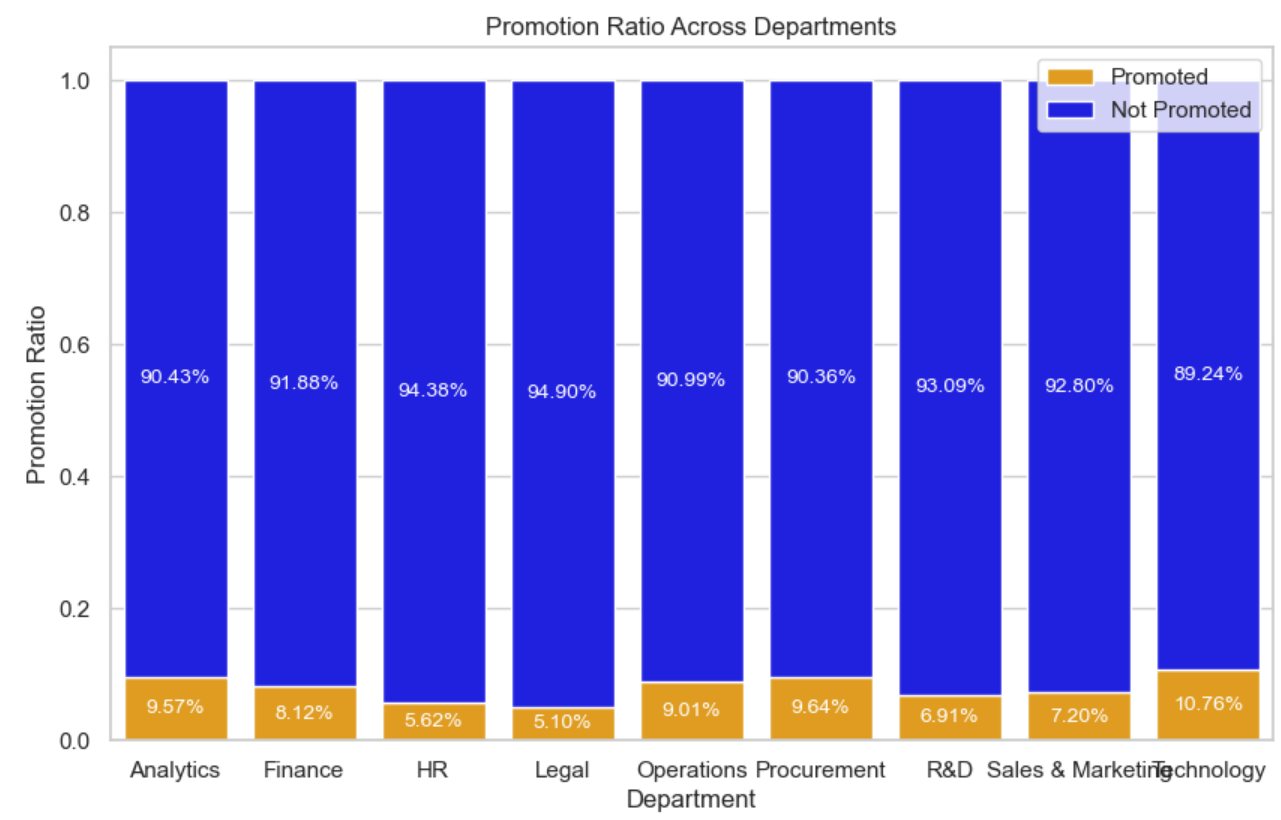 Promotion Ratio Across Departments
Promoted
Not Promoted
Promotion Ratio
1.0
0.8
0.6
0.4
0.2
0.0
90.43%
91.88%
94.38%
94.90%
90.99%
90.36%
93.09%
92.80%
89.24%
9.57%
8.12%
5.62%
5.10%
9.01%
9.64%
6.91%
7.20%
10.76%
Analytics
Finance
HR
Legal
Operations
Procurement
R&D
Sales & Marketing
Technology
Department